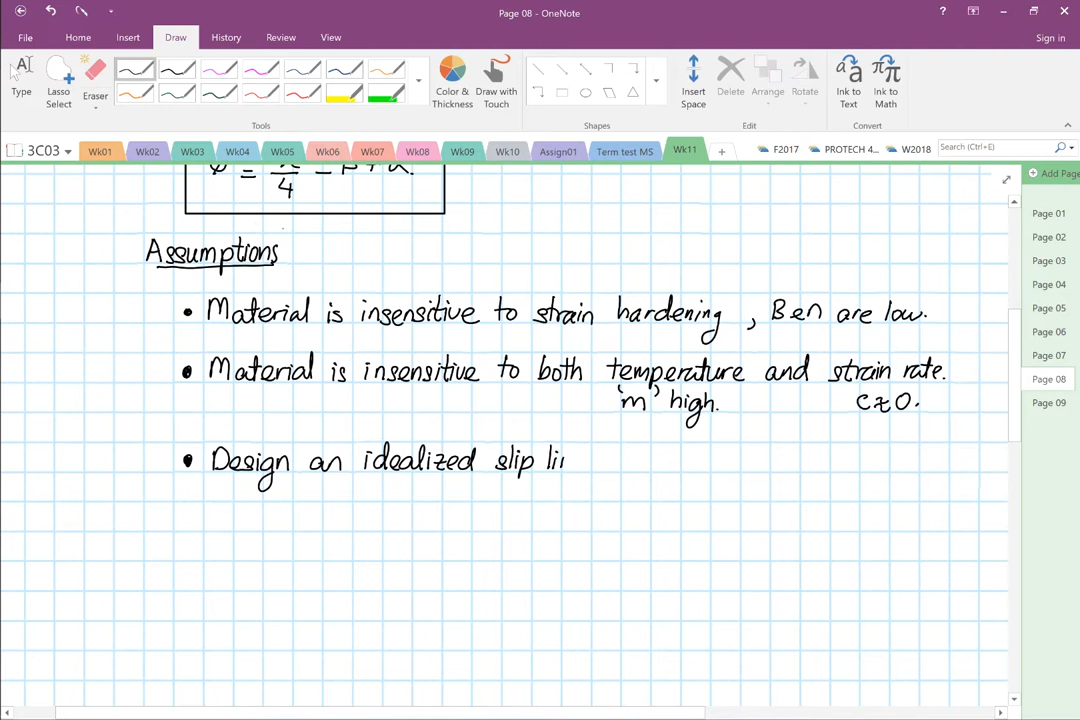 Page 08 - OneNote
File Home Insert Draw History Review View Sign in
Type Lasso Select Eraser Color & Thickness Draw with Touch Insert Space Delete Arrange Rotate Ink to Text Ink to Math
Tools Shapes Edit Convert
3C03 Wk01 Wk02 Wk03 Wk04 Wk05 Wk06 Wk07 Wk08 Wk09 Wk10 Assign01 Term test MS Wk11 F2017 PROTECH 4... W2018 Search (Ctrl+E)
Add Page
Page 01
Page 02
Page 03
Page 04
Page 05
Page 06
Page 07
Page 08
Page 09
4
Assumptions
• Material is insensitive to strain hardening, B & n are low.
• Material is insensitive to both temperature and strain rate.
'm' high. C≈0.
• Design an idealized slip